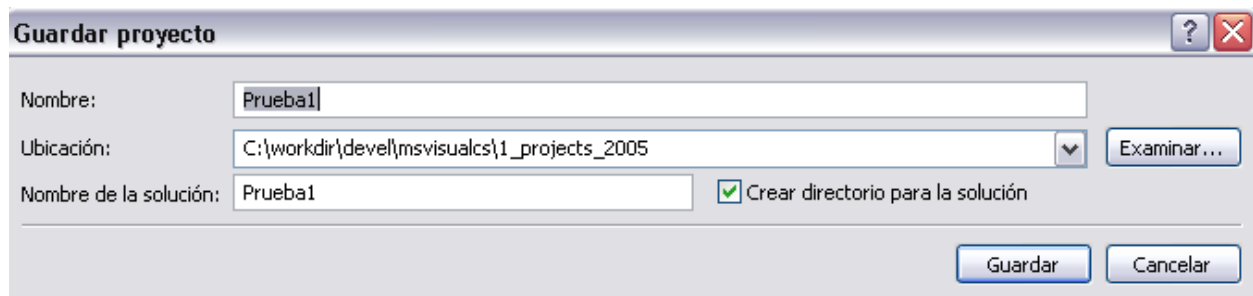 Guardar proyecto
Nombre: Prueba1
Ubicación: C:\workdir\devel\msvisualcs\1_projects_2005 Examinar...
Nombre de la solución: Prueba1 Crear directorio para la solución
Guardar Cancelar